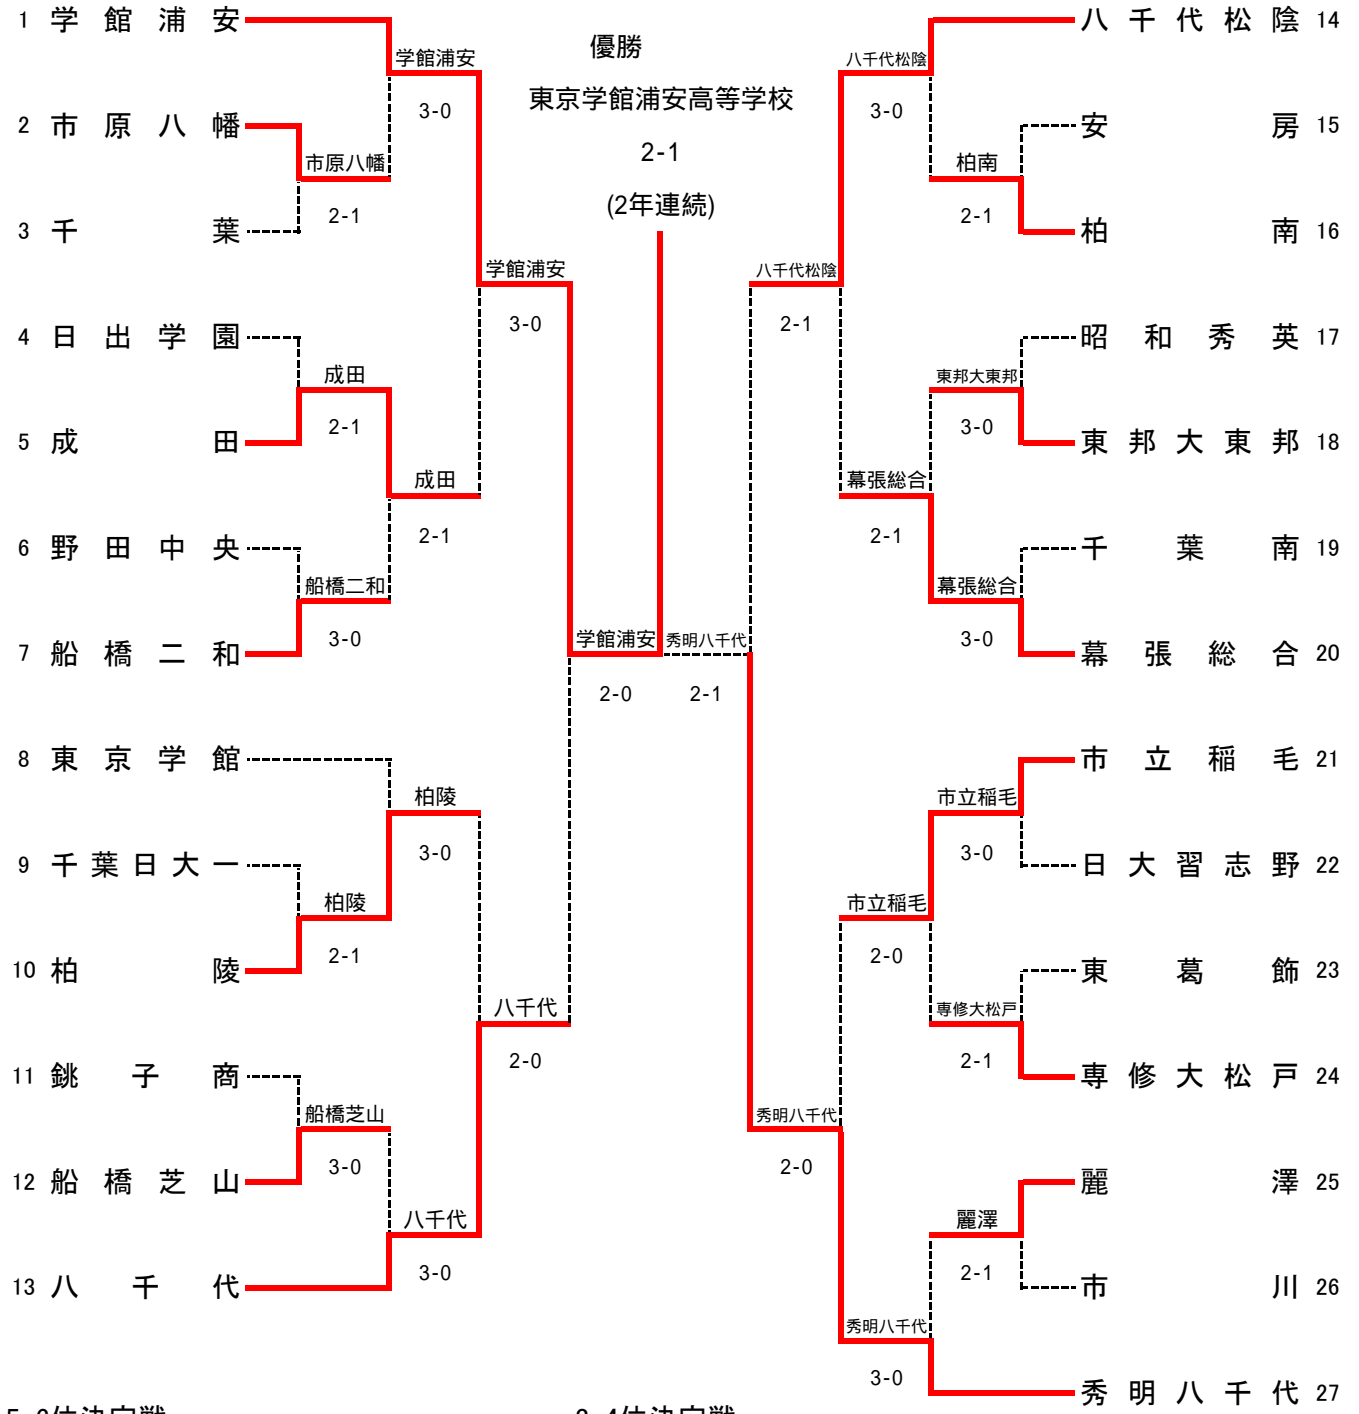 優勝
東京学館浦安高等学校
2-1
(2年連続)
1 学館浦安
2 市原八幡
3 千葉
4 日出学園
5 成田
6 野田中央
7 船橋二和
8 東京学館
9 千葉日大一
10 柏陵
11 銚子商
12 船橋芝山
13 八千代
市原八幡
2-1
成田
2-1
船橋二和
3-0
柏陵
2-1
船橋芝山
3-0
学館浦安
3-0
成田
2-1
柏陵
3-0
八千代
3-0
学館浦安
3-0
八千代
2-0
学館浦安
2-0
秀明八千代
2-1
八千代松陰
2-1
秀明八千代
2-0
八千代松陰
3-0
幕張総合
2-1
市立稲毛
2-0
秀明八千代
3-0
柏南
2-1
東邦大東邦
3-0
幕張総合
3-0
市立稲毛
3-0
専修大松戸
2-1
麗澤
2-1
八千代松陰 14
安房 15
柏南 16
昭和秀英 17
東邦大東邦 18
千葉南 19
幕張総合 20
市立稲毛 21
日大習志野 22
東葛飾 23
専修大松戸 24
麗澤 25
市川 26
秀明八千代 27